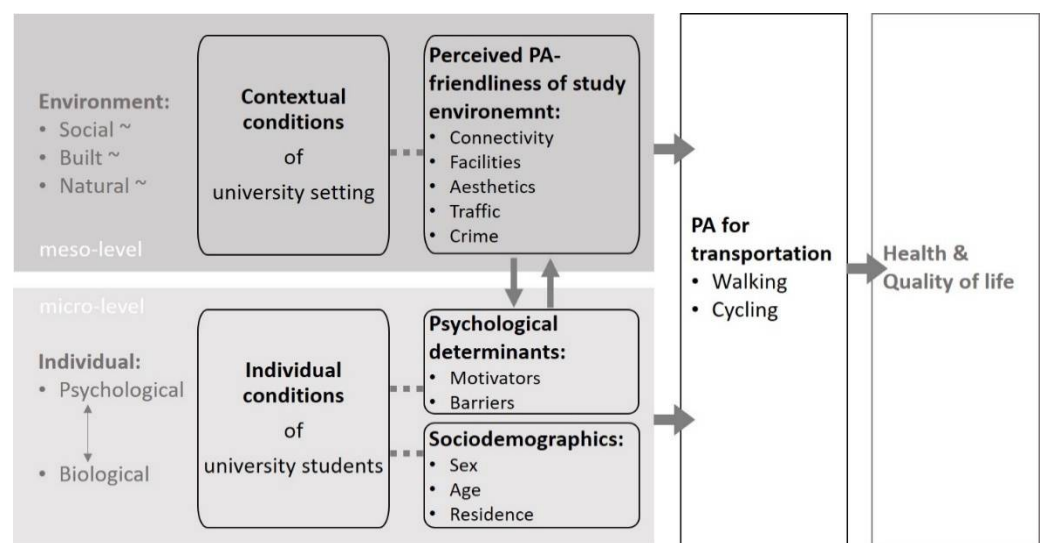 Environment:
• Social ~
• Built ~
• Natural ~
meso-level
Contextual
conditions
of
university setting
Perceived PA-
friendliness of study
environemnt:
• Connectivity
• Facilities
• Aesthetics
• Traffic
• Crime
micro-level
Individual:
• Psychological
• Biological
Individual
conditions
of
university students
Psychological
determinants:
• Motivators
• Barriers
Sociodemographics:
• Sex
• Age
• Residence
PA for
transportation
• Walking
• Cycling
Health &
Quality of life